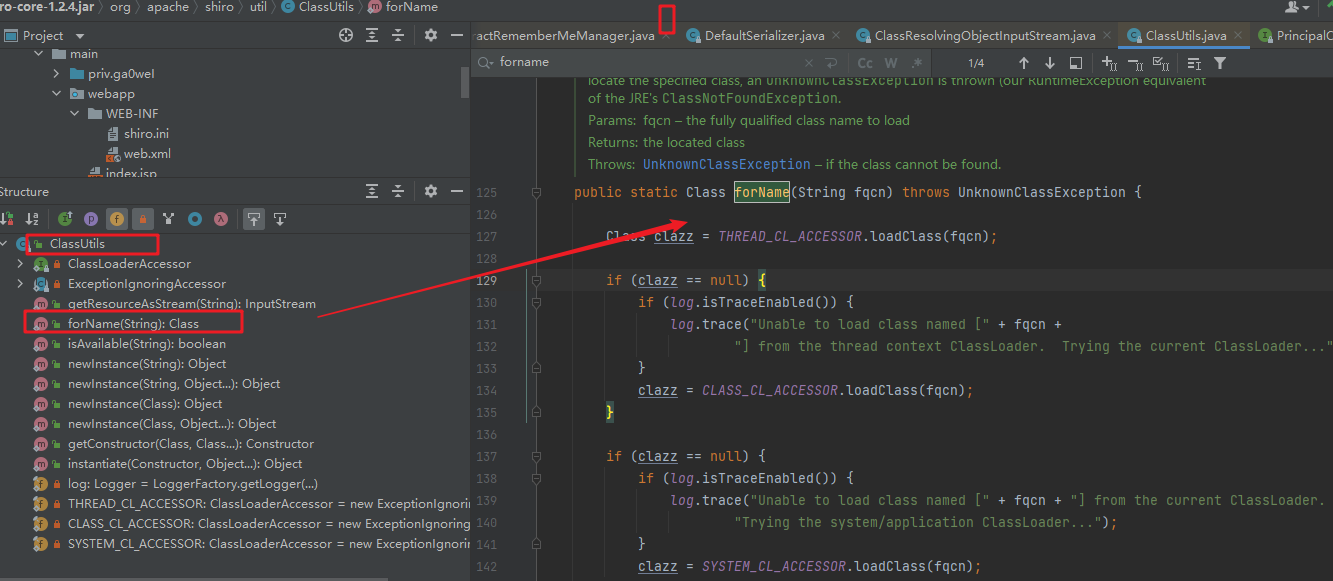 ro-core-1.2.4.jar org apache shiro util ClassUtils forName
Project
main
priv.ga0wel
webapp
WEB-INF
shiro.ini
web.xml
index.jsp
Structure
ClassUtils
ClassLoaderAccessor
ExceptionIgnoringAccessor
getResourceAsStream(String): InputStream
forName(String): Class
isAvailable(String): boolean
newInstance(String): Object
newInstance(String, Object...): Object
newInstance(Class): Object
newInstance(Class, Object...): Object
getConstructor(Class, Class...): Constructor
instantiate(Constructor, Object...): Object
log: Logger = LoggerFactory.getLogger(...)
THREAD_CL_ACCESSOR: ClassLoaderAccessor = new ExceptionIgnoring
CLASS_CL_ACCESSOR: ClassLoaderAccessor = new ExceptionIgnoring
SYSTEM_CL_ACCESSOR: ClassLoaderAccessor = new ExceptionIgnorin
actRememberMeManager.java DefaultSerializer.java ClassResolvingObjectInputStream.java ClassUtils.java PrincipalC
forname Cc W .* 1/4
locate the specified class, an UnknownClassException is thrown (our RuntimeException equivalent
of the JRE's ClassNotFoundException.
Params: fqcn – the fully qualified class name to load
Returns: the located class
Throws: UnknownClassException – if the class cannot be found.
125 public static Class forName(String fqcn) throws UnknownClassException {
126
127 Class clazz = THREAD_CL_ACCESSOR.loadClass(fqcn);
128
129 if (clazz == null) {
130 if (log.isTraceEnabled()) {
131 log.trace("Unable to load class named [" + fqcn +
132 "] from the thread context ClassLoader.  Trying the current ClassLoader..."
133 }
134 clazz = CLASS_CL_ACCESSOR.loadClass(fqcn);
135 }
136
137 if (clazz == null) {
138 if (log.isTraceEnabled()) {
139 log.trace("Unable to load class named [" + fqcn + "] from the current ClassLoader.
140 "Trying the system/application ClassLoader...");
141 }
142 clazz = SYSTEM_CL_ACCESSOR.loadClass(fqcn);